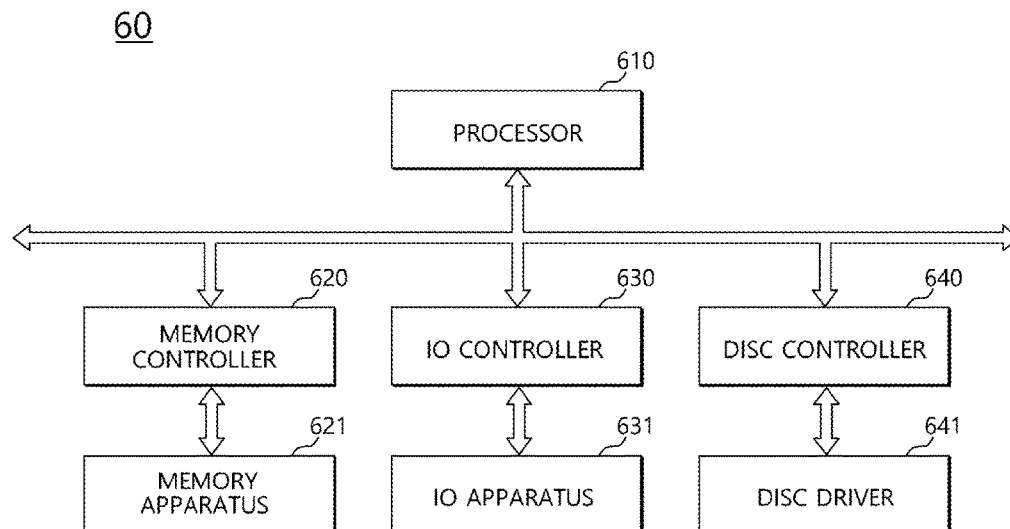 60
610
PROCESSOR
620
630
640
MEMORY
CONTROLLER
IO CONTROLLER
DISC CONTROLLER
621
631
641
MEMORY
APPARATUS
IO APPARATUS
DISC DRIVER